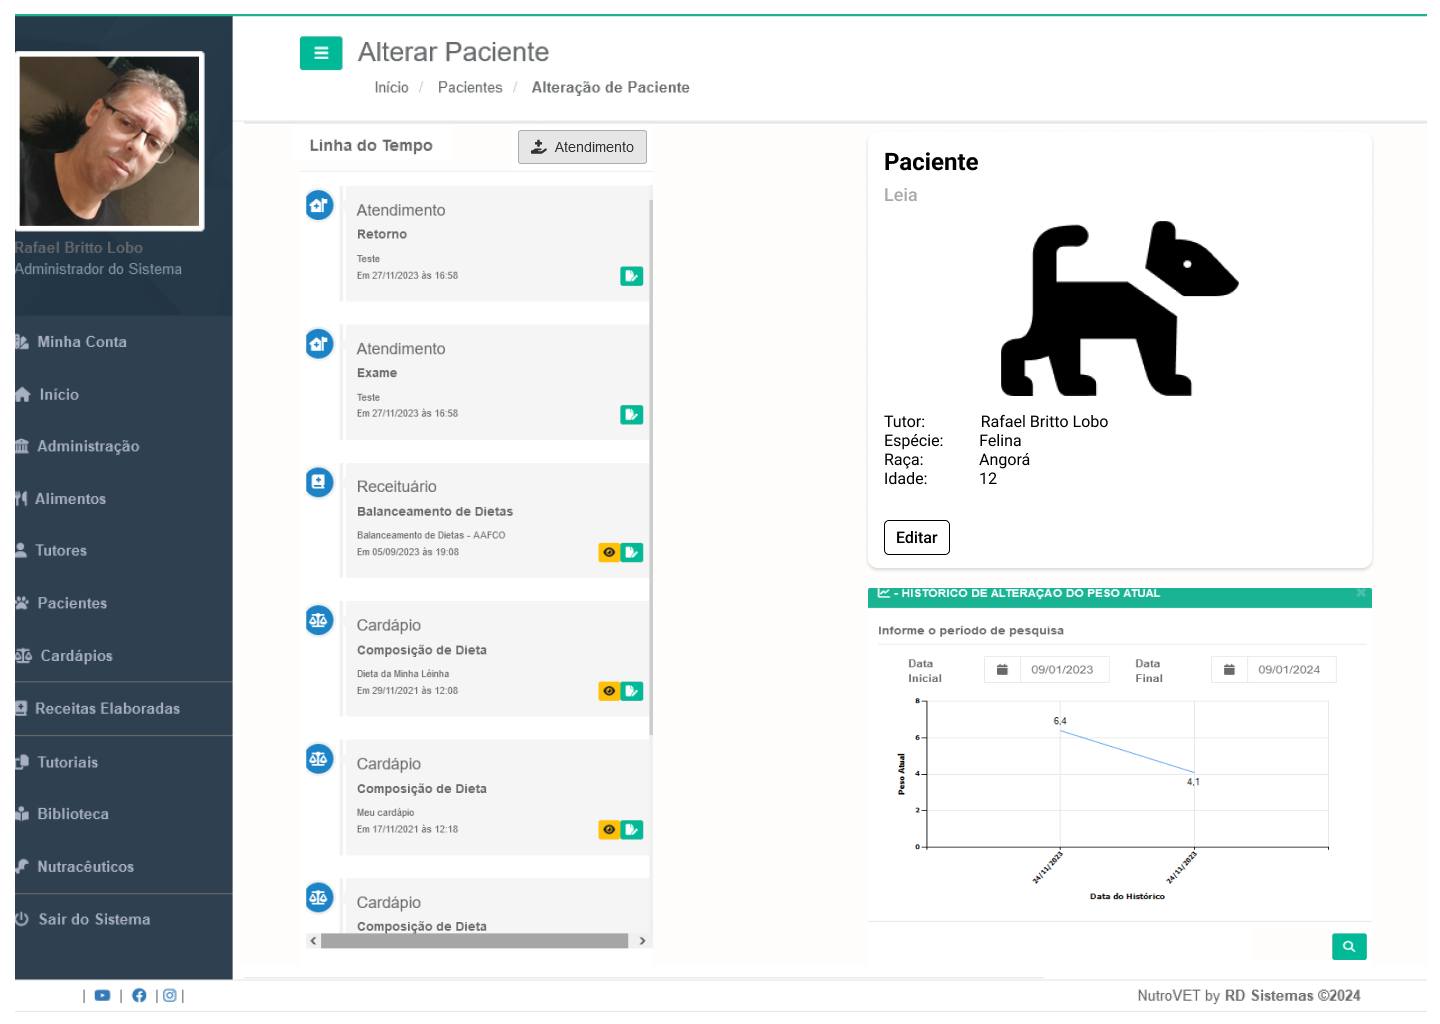 Rafael Britto Lobo
Administrador do Sistema
Minha Conta
Início
Administração
Alimentos
Tutores
Pacientes
Cardápios
Receitas Elaboradas
Tutoriais
Biblioteca
Nutracêuticos
Sair do Sistema
Alterar Paciente
Início / Pacientes / Alteração de Paciente
Linha do Tempo
Atendimento
Atendimento
Retorno
Teste
Em 27/11/2023 às 16:58
Atendimento
Exame
Teste
Em 27/11/2023 às 16:58
Receituário
Balanceamento de Dietas
Balanceamento de Dietas - AAFCO
Em 05/09/2023 às 19:08
Cardápio
Composição de Dieta
Dieta da Minha Léinha
Em 29/11/2021 às 12:08
Cardápio
Composição de Dieta
Meu cardápio
Em 17/11/2021 às 12:18
Cardápio
Composição de Dieta
Paciente
Leia
Tutor: Rafael Britto Lobo
Espécie: Felina
Raça: Angorá
Idade: 12
Editar
- HISTÓRICO DE ALTERAÇÃO DO PESO ATUAL
Informe o período de pesquisa
Data Inicial
09/01/2023
Data Final
09/01/2024
8
6
4
2
0
Peso Atual
6,4
4,1
24/11/2023
24/11/2023
Data do Histórico
| | | |
NutroVET by RD Sistemas ©2024